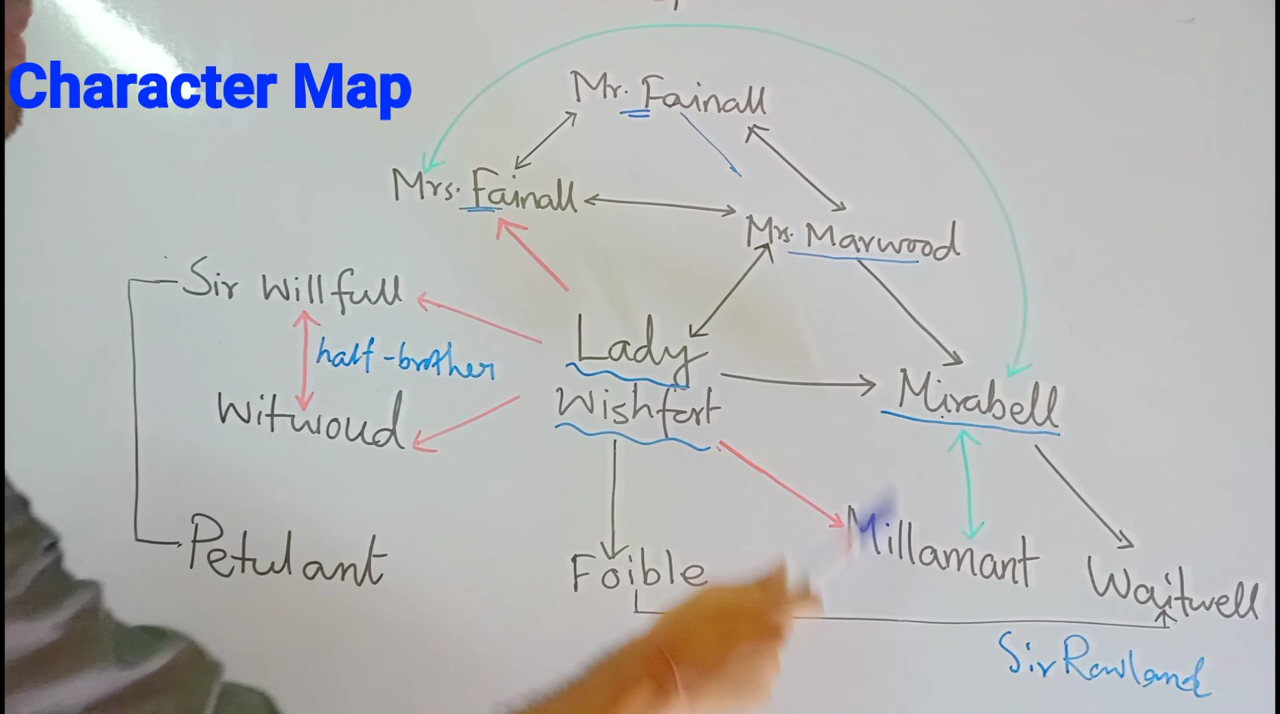 Character Map
Mr. Fainall
Mrs. Fainall
Mrs. Marwood
Sir Willfull
half-brother
Lady
Wishfort
Mirabell
Witwoud
Millamant
Petulant
Foible
Waitwell
Sir Rowland